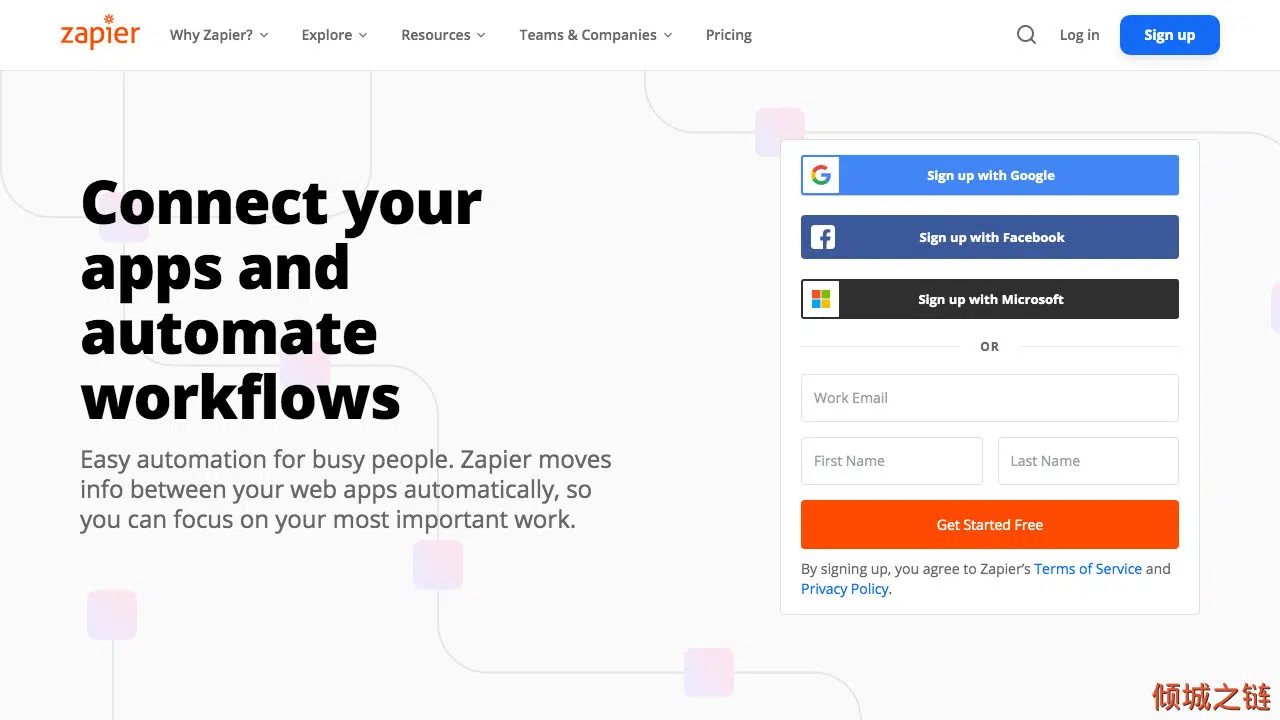 zapier
Why Zapier?
Explore
Resources
Teams & Companies
Pricing
Log in
Sign up
Connect your
apps and
automate
workflows
Easy automation for busy people. Zapier moves
info between your web apps automatically, so
you can focus on your most important work.
Sign up with Google
Sign up with Facebook
Sign up with Microsoft
OR
Work Email
First Name
Last Name
Get Started Free
By signing up, you agree to Zapier’s Terms of Service and
Privacy Policy.
倾城之链